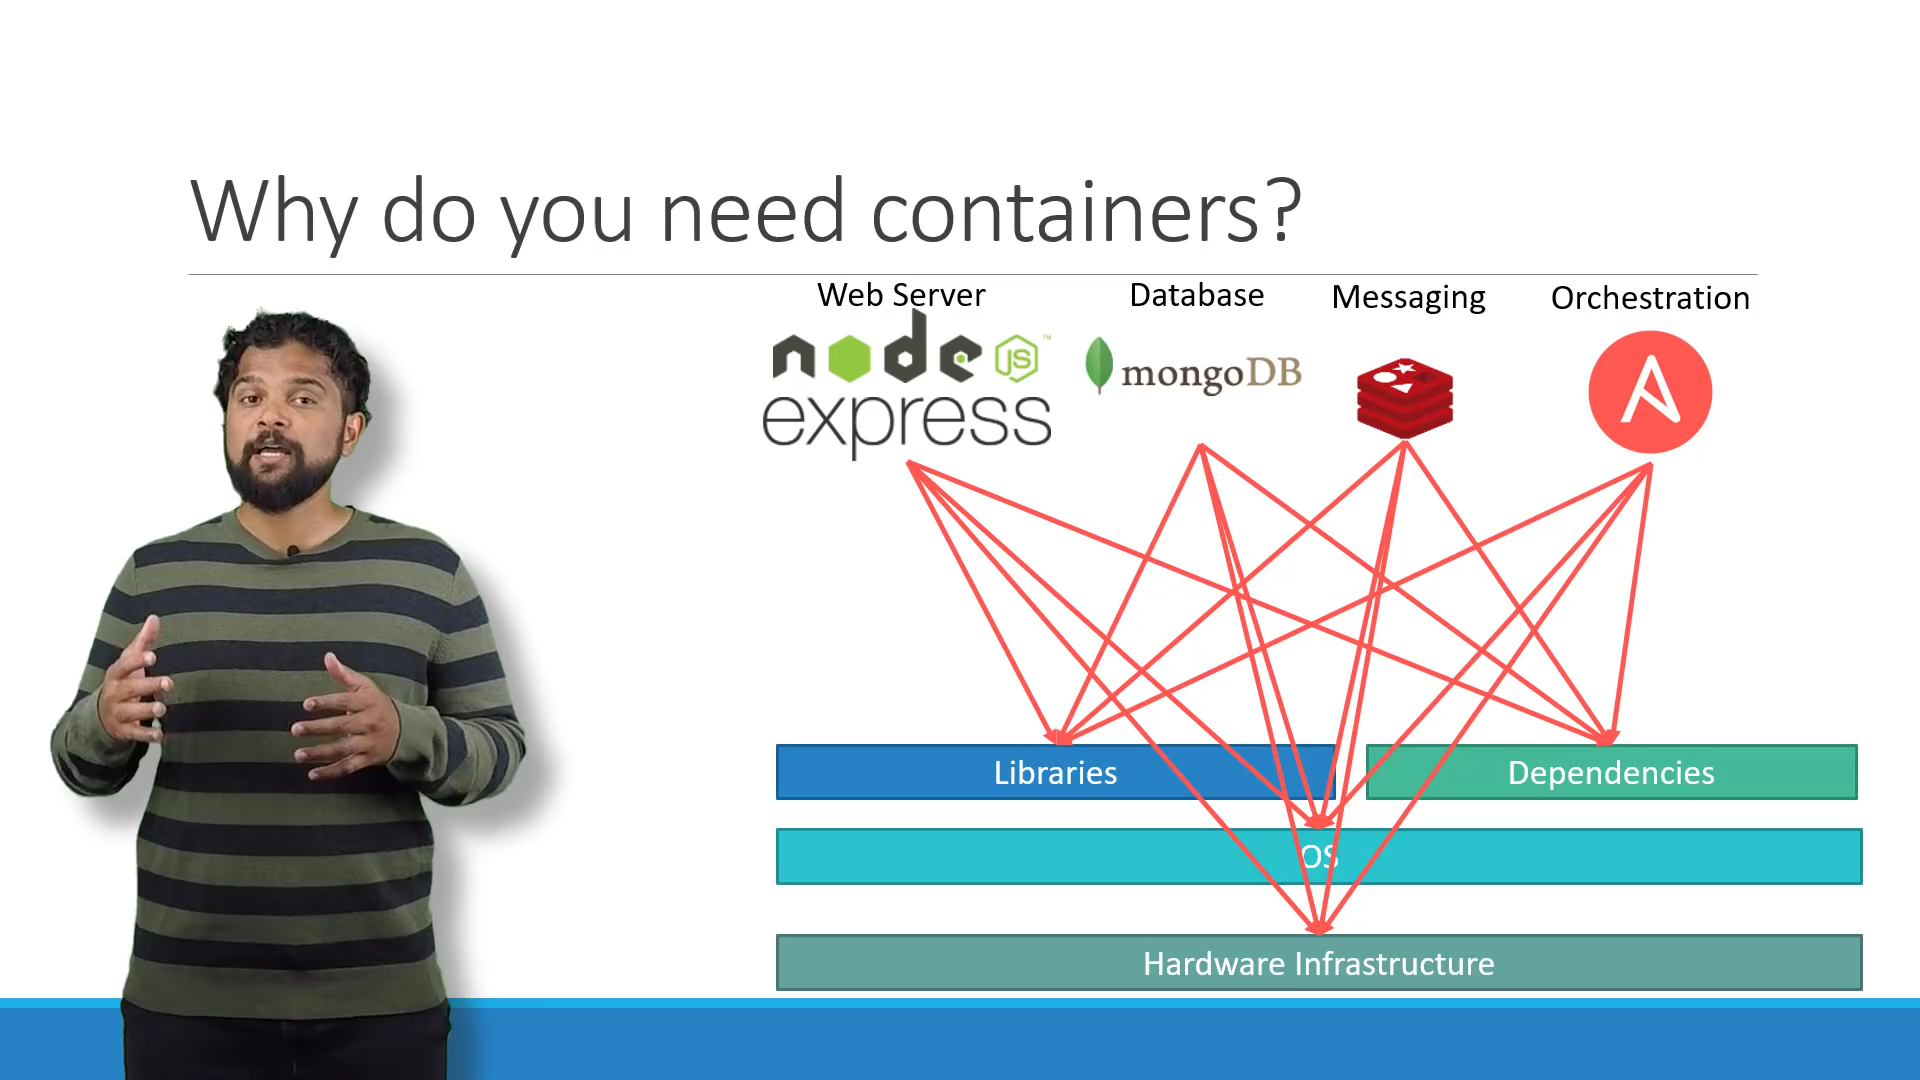 Why do you need containers?
Web Server
Database
Messaging
Orchestration
node JS ™
express
mongoDB
Libraries
Dependencies
OS
Hardware Infrastructure